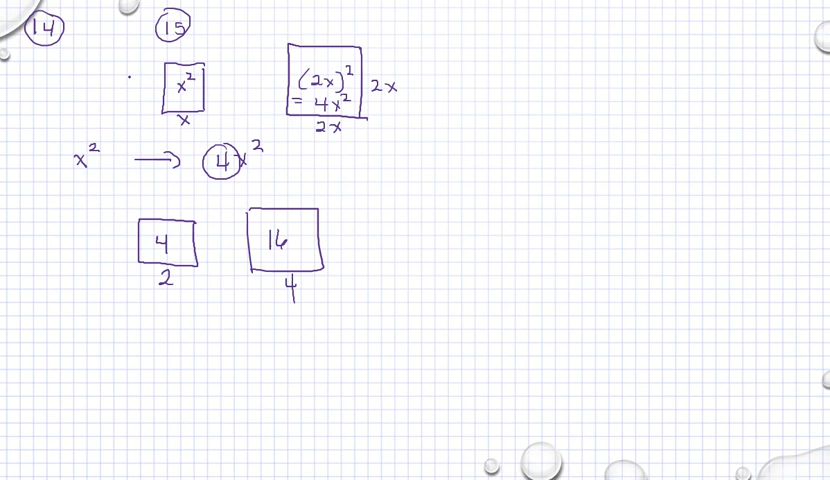 14 15
x² (2x)² 2x
= 4x²
x 2x
x² → 4x²
4 16
2 4